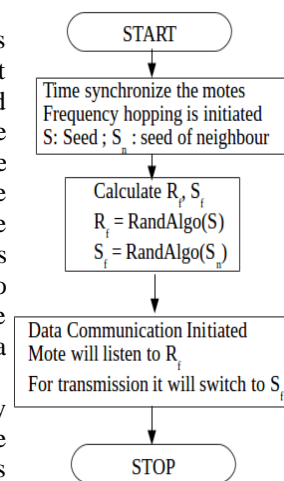 s
t
d
e
e
e
e
s
o
e
a
y
e
s
START
Time synchronize the motes
Frequency hopping is initiated
S: Seed ; Sn : seed of neighbour
Calculate Rf, Sf
Rf = RandAlgo(S)
Sf = RandAlgo(Sn)
Data Communication Initiated
Mote will listen to Rf
For transmission it will switch to Sf
STOP